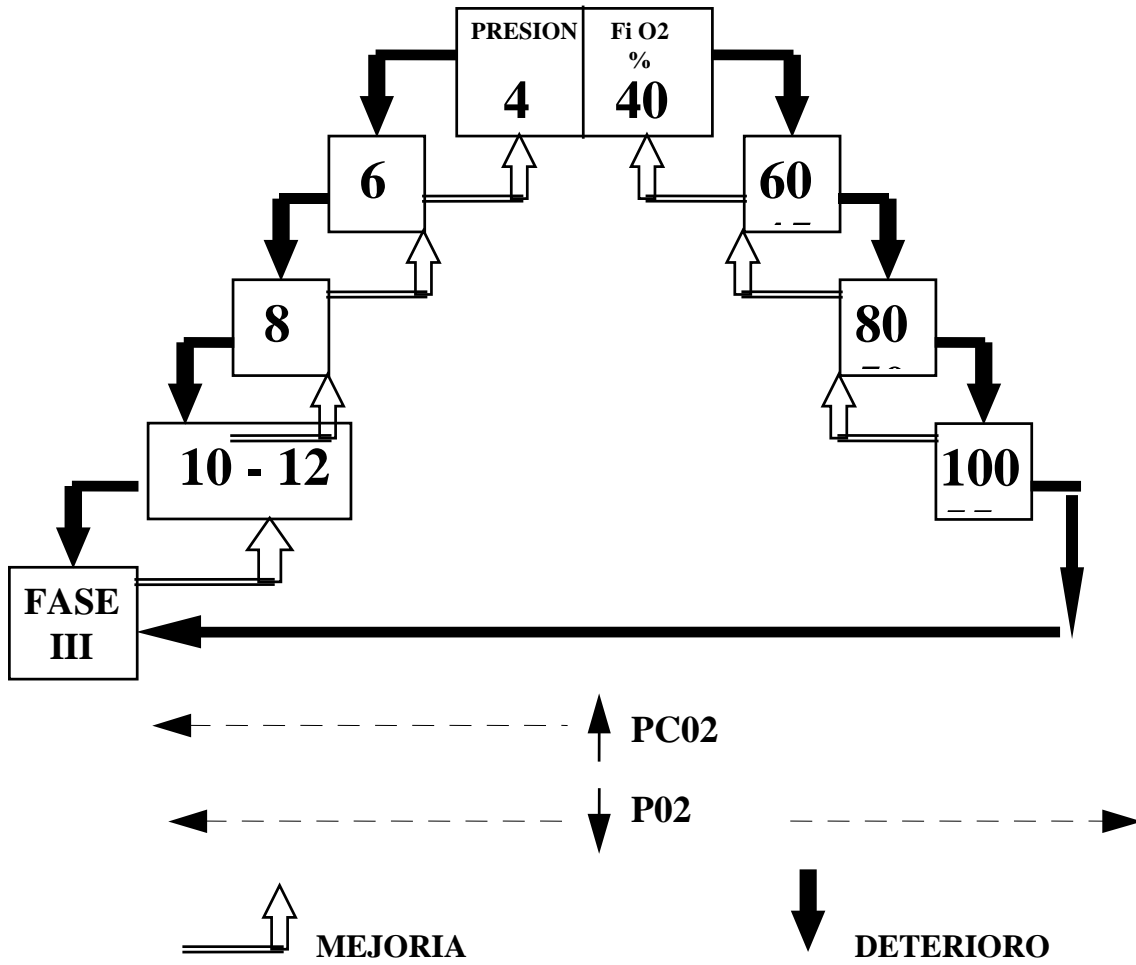 PRESION Fi O2
%
4 40
6 60
8 80
10 - 12 100
FASE
III
PC02
P02
MEJORIA DETERIORO